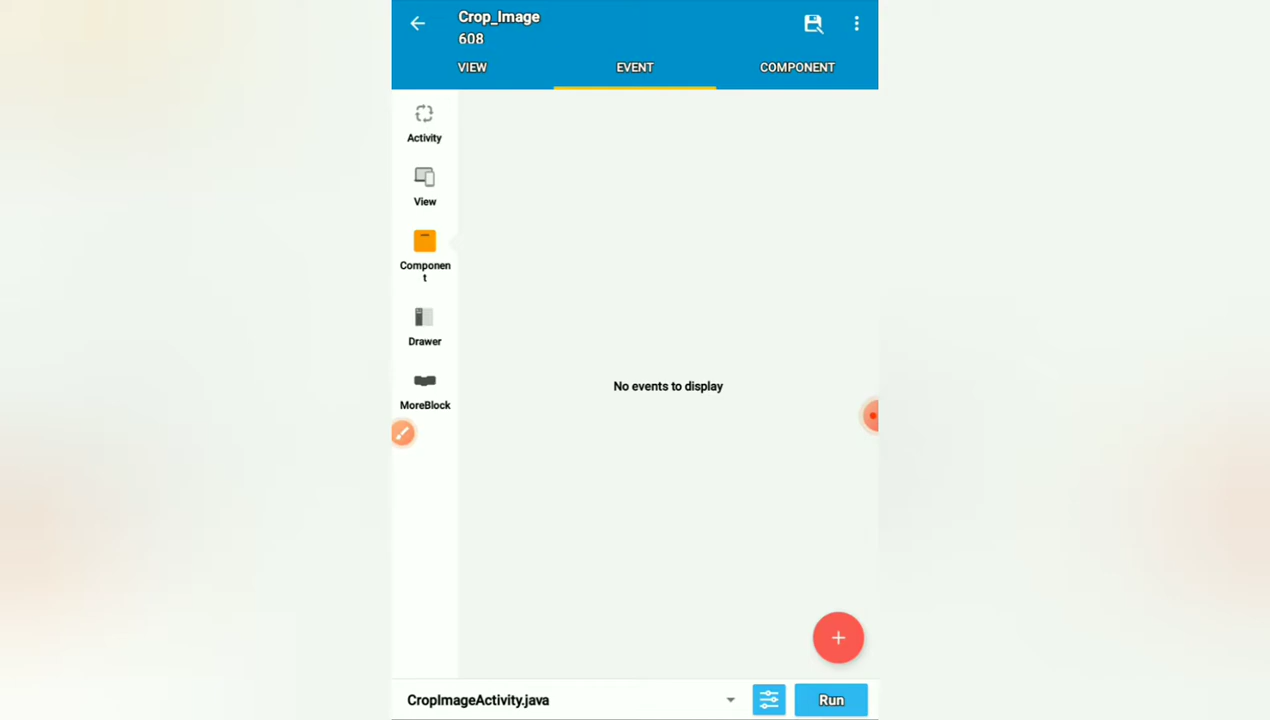 Crop_Image
608
VIEW
EVENT
COMPONENT
Activity
View
Componen
t
Drawer
MoreBlock
No events to display
CropImageActivity.java
Run